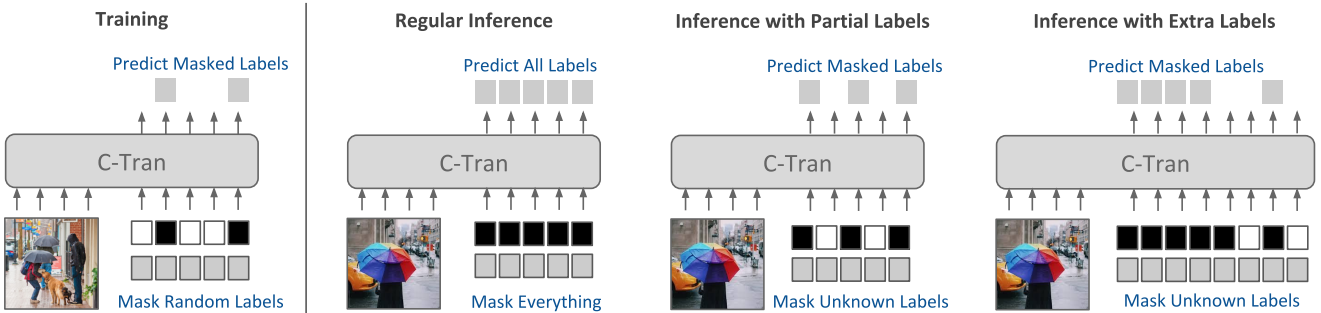 Training
Regular Inference
Inference with Partial Labels
Inference with Extra Labels
Predict Masked Labels
Predict All Labels
Predict Masked Labels
Predict Masked Labels
C-Tran
C-Tran
C-Tran
C-Tran
Mask Random Labels
Mask Everything
Mask Unknown Labels
Mask Unknown Labels